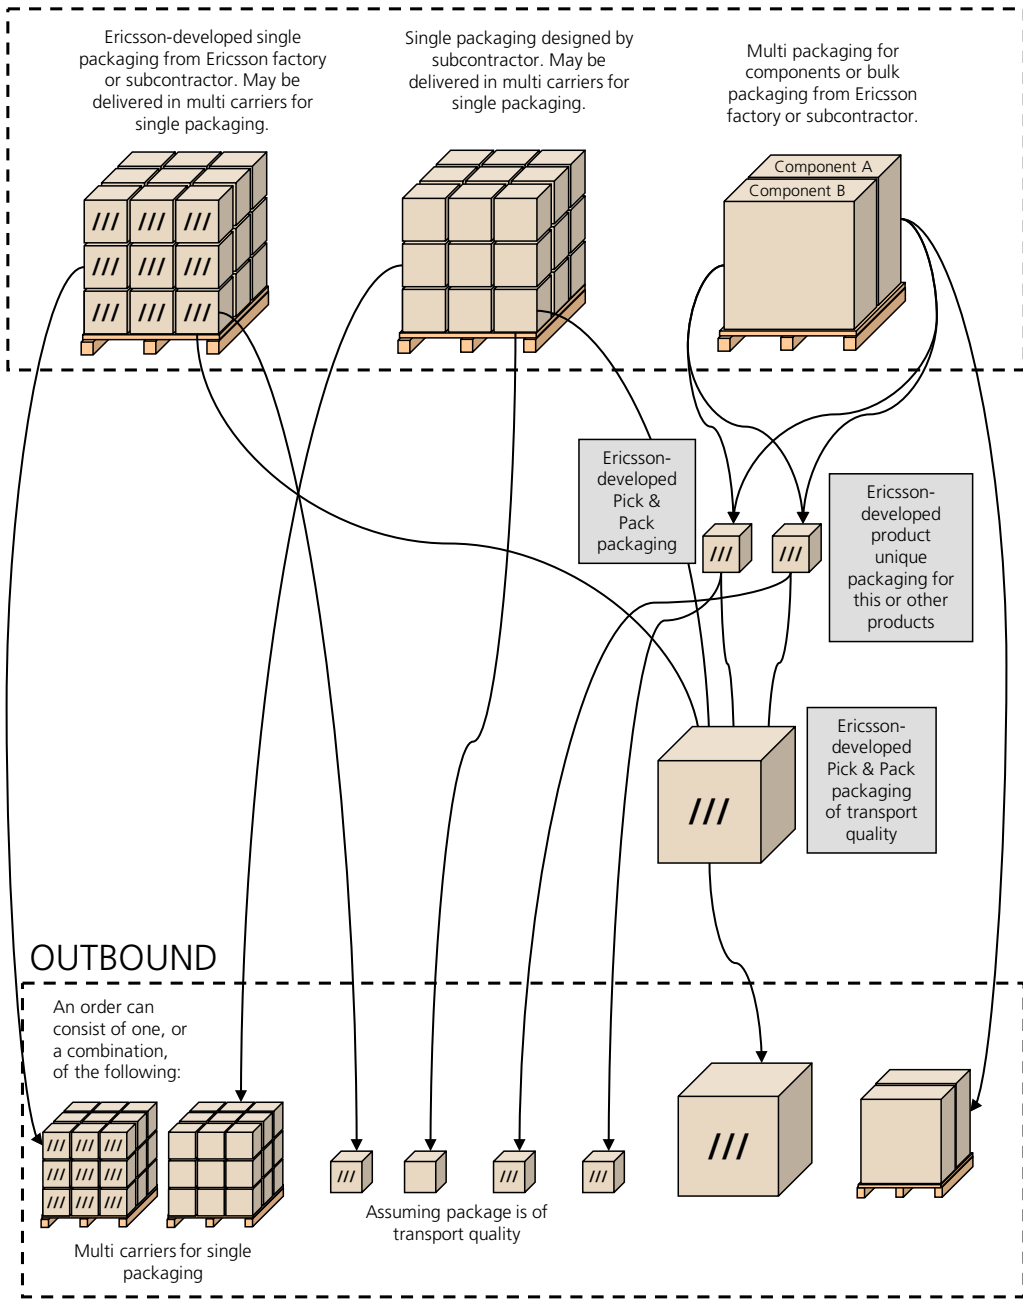 Ericsson-developed single
packaging from Ericsson factory
or subcontractor. May be
delivered in multi carriers for
single packaging.
Single packaging designed by
subcontractor. May be
delivered in multi carriers for
single packaging.
Multi packaging for
components or bulk
packaging from Ericsson
factory or subcontractor.
Component A
Component B
Ericsson-
developed
Pick &
Pack
packaging
Ericsson-
developed
product
unique
packaging for
this or other
products
Ericsson-
developed
Pick & Pack
packaging
of transport
quality
OUTBOUND
An order can
consist of one, or
a combination,
of the following:
Assuming package is of
transport quality
Multi carriers for single
packaging